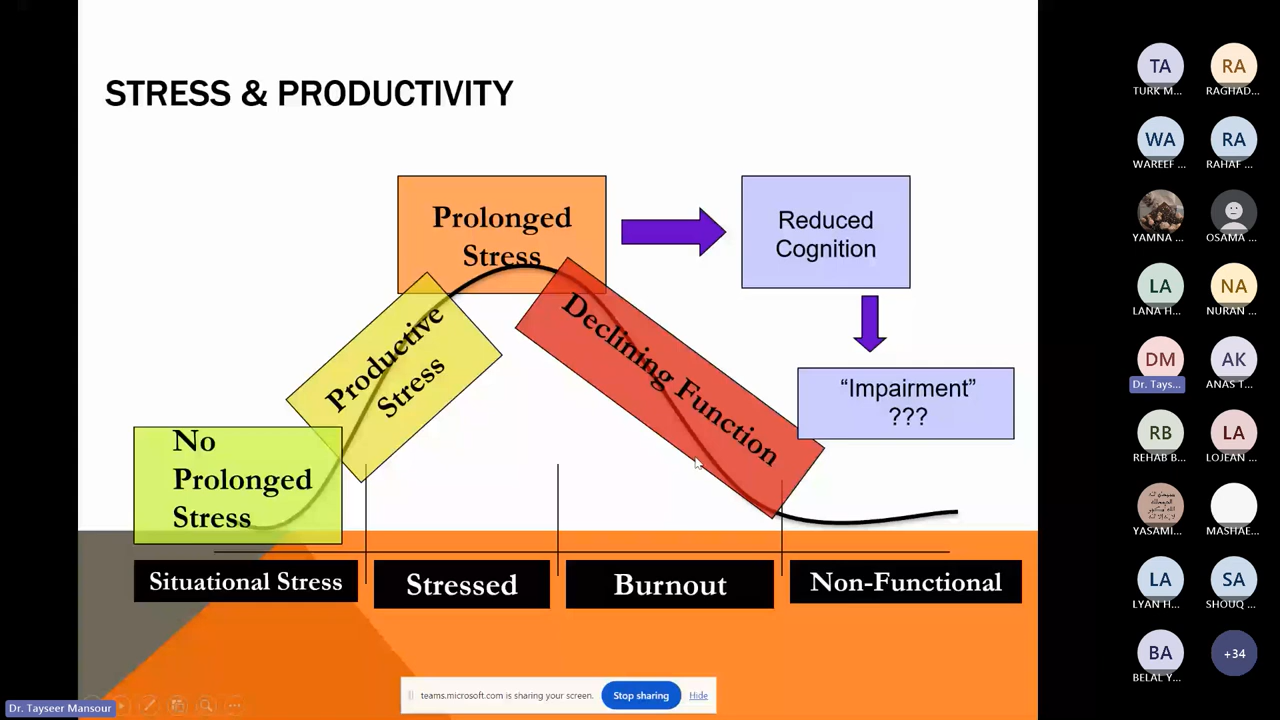 STRESS & PRODUCTIVITY
Prolonged
Stress
Reduced
Cognition
Productive
Stress
Declining Function
"Impairment"
???
No
Prolonged
Stress
Situational Stress
Stressed
Burnout
Non-Functional
teams.microsoft.com is sharing your screen.
Stop sharing
Hide
Dr. Tayseer Mansour
TA
RA
TURK M...
RAGHAD...
WA
RA
WAREEF ...
RAHAF ...
YAMNA ...
OSAMA ...
LA
NA
LANA H...
NURAN ...
DM
AK
Dr. Tays...
ANAS T...
RB
LA
REHAB B...
LOJEAN ...
YASAMI...
MASHAE...
LA
SA
LYAN H...
SHOUQ ...
BA
+34
BELAL Y...